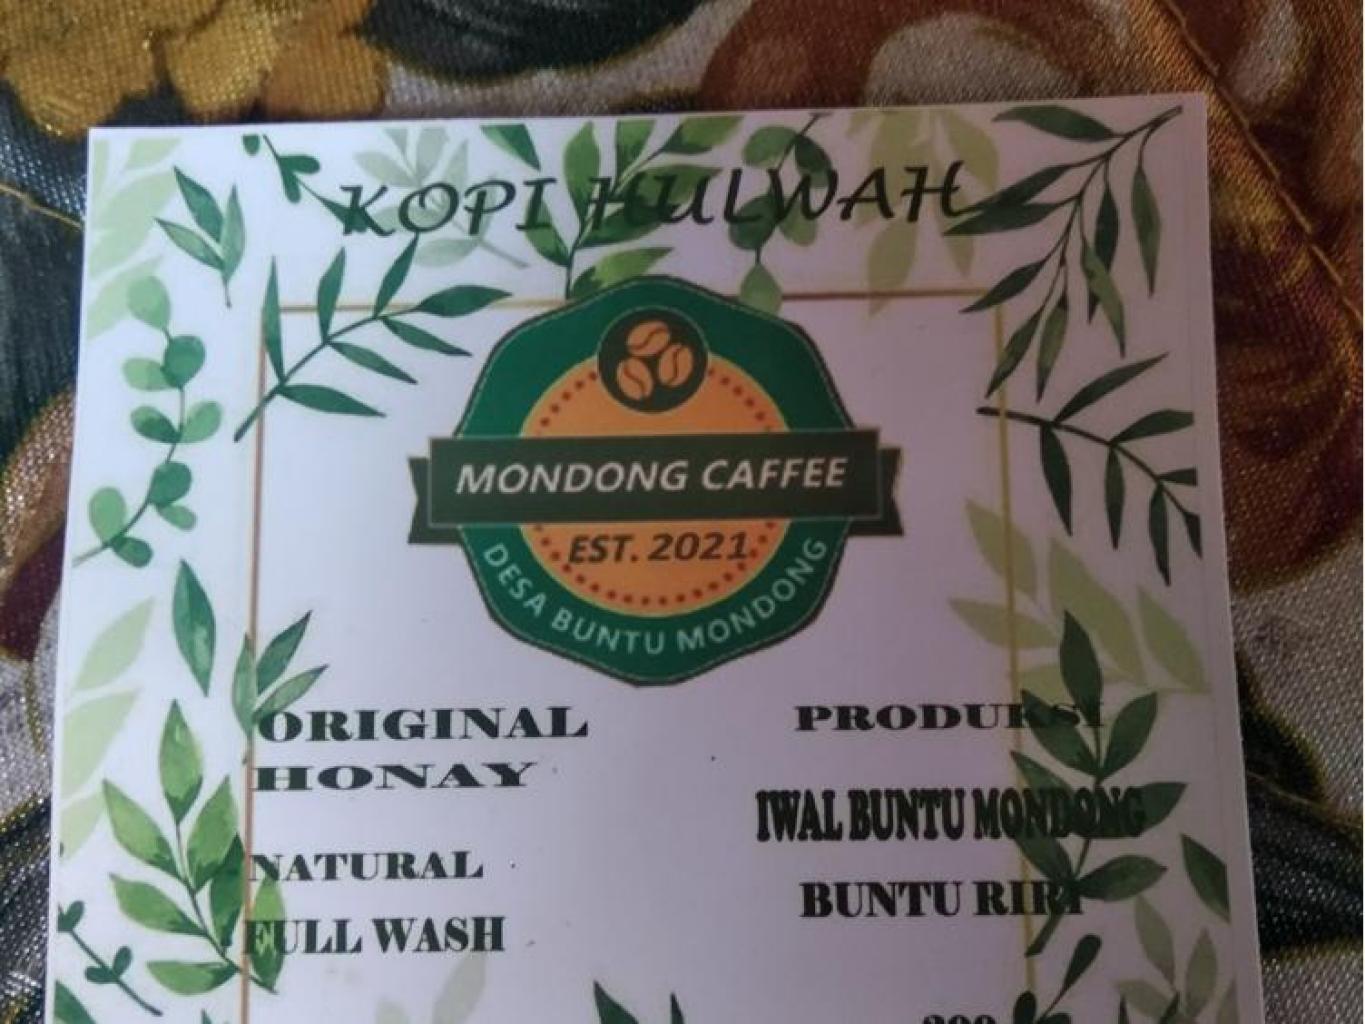 KOPI HULWAH
MONDONG CAFFEE
EST. 2021
DESA BUNTU MONDONG
ORIGINAL
HONAY
NATURAL
FULL WASH
PRODUKSI
IWAL BUNTU MONDONG
BUNTU RIRI